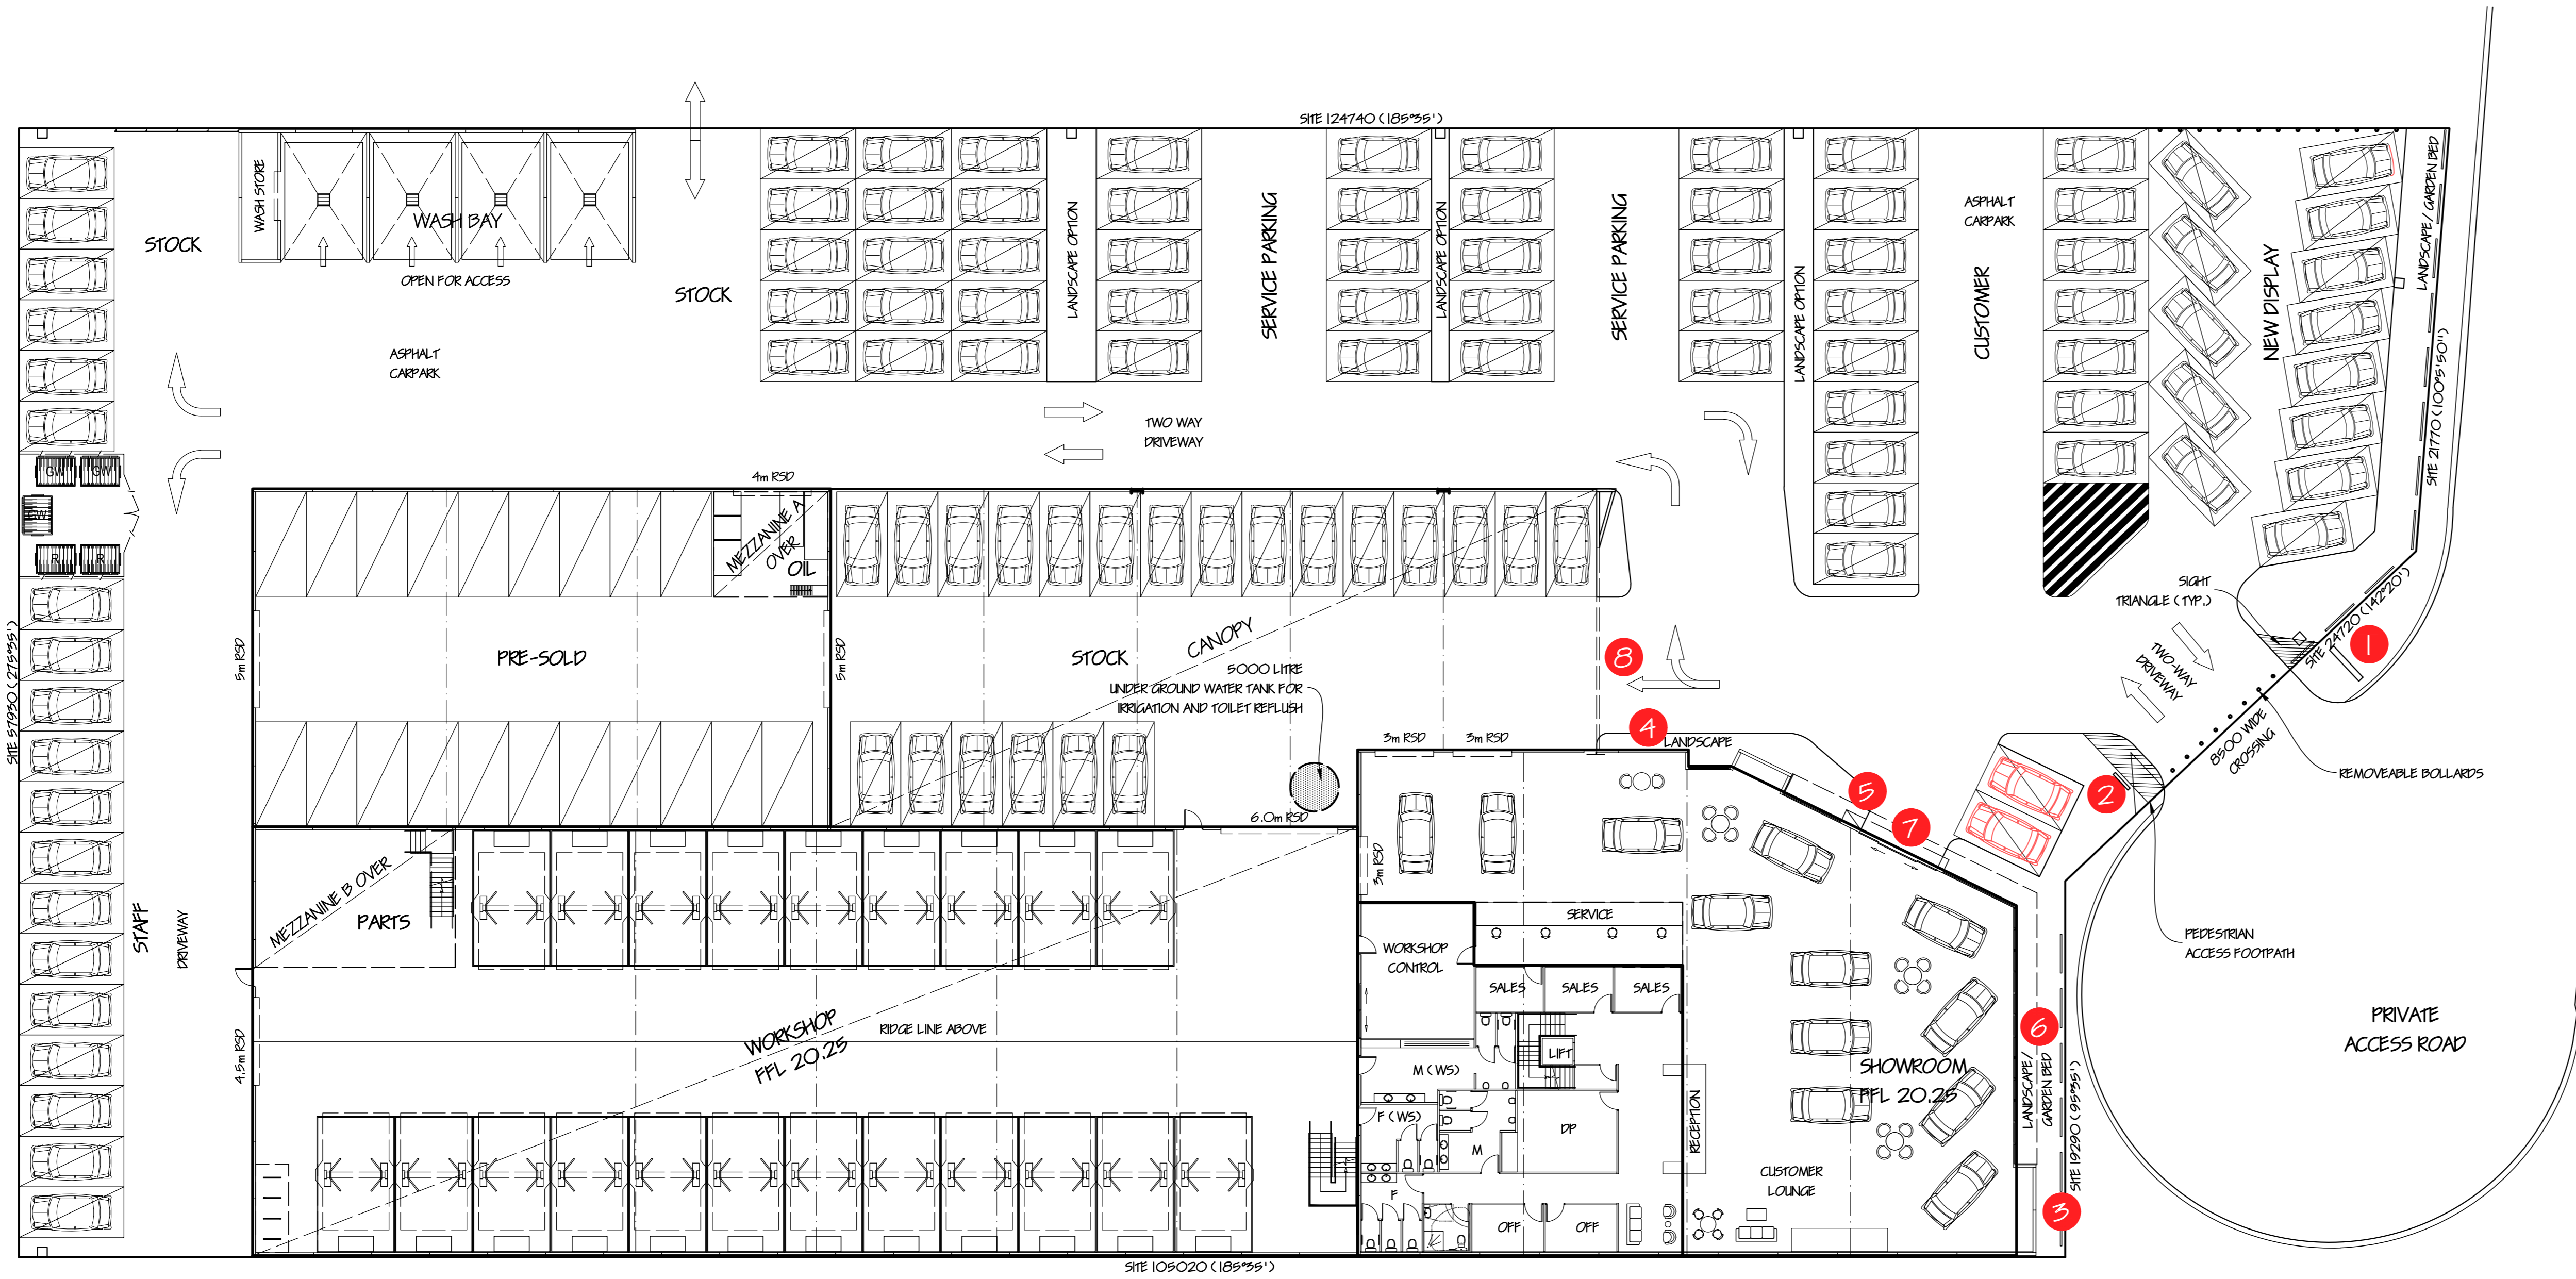 SITE 124740 (185°35')
WASH STORE
WASH BAY
OPEN FOR ACCESS
STOCK
STOCK
ASPHALT
CARPARK
LANDSCAPE OPTION
SERVICE PARKING
LANDSCAPE OPTION
SERVICE PARKING
LANDSCAPE OPTION
ASPHALT
CARPARK
CUSTOMER
NEW DISPLAY
LANDSCAPE/ GARDEN BED
SITE 21770 (100°5'50")
TWO WAY
DRIVEWAY
GW
GW
GW
R
R
4m RSD
MEZZANINE A
OVER
OIL
5m RSD
PRE-SOLD
5m RSD
STOCK
CANOPY
5000 LITRE
UNDER GROUND WATER TANK FOR
IRRIGATION AND TOILET REFLUSH
8
SIGHT
TRIANGLE (TYP.)
SITE 24720 (142°20')
1
TWO-WAY
DRIVEWAY
8500 WIDE
CROSSING
REMOVEABLE BOLLARDS
2
SITE 57930 (275°35')
4
LANDSCAPE
3m RSD
3m RSD
5
7
6.0m RSD
3m RSD
MEZZANINE B OVER
PARTS
STAFF
DRIVEWAY
SERVICE
WORKSHOP
CONTROL
SALES
SALES
SALES
PEDESTRIAN
ACCESS FOOTPATH
PRIVATE
ACCESS ROAD
4.5m RSD
WORKSHOP
FFL 20.25
RIDGE LINE ABOVE
LIFT
M (WS)
F (WS)
M
DP
F
OFF
OFF
RECEPTION
SHOWROOM
FFL 20.25
CUSTOMER
LOUNGE
6
LANDSCAPE/
GARDEN BED
SITE 19290 (95°35')
3
SITE 105020 (185°35')